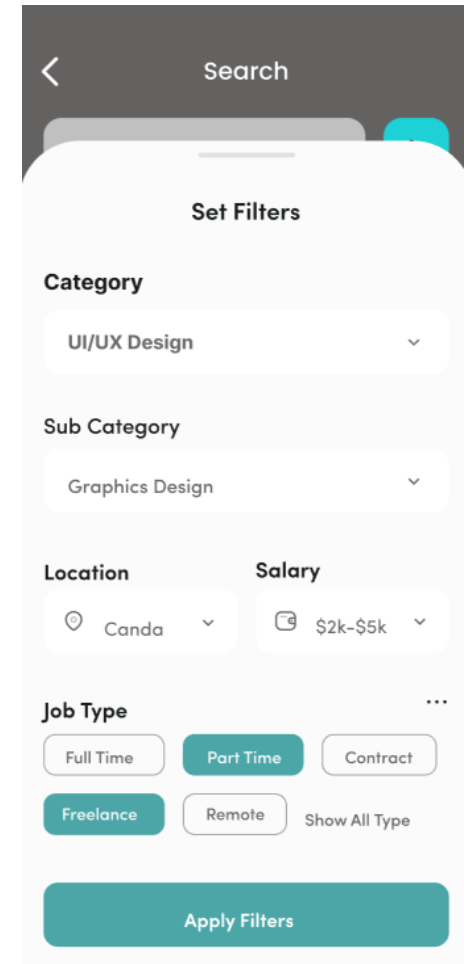 Search
Set Filters
Category
UI/UX Design
Sub Category
Graphics Design
Location Salary
Canda $2k-$5k
Job Type ...
Full Time Part Time Contract
Freelance Remote Show All Type
Apply Filters